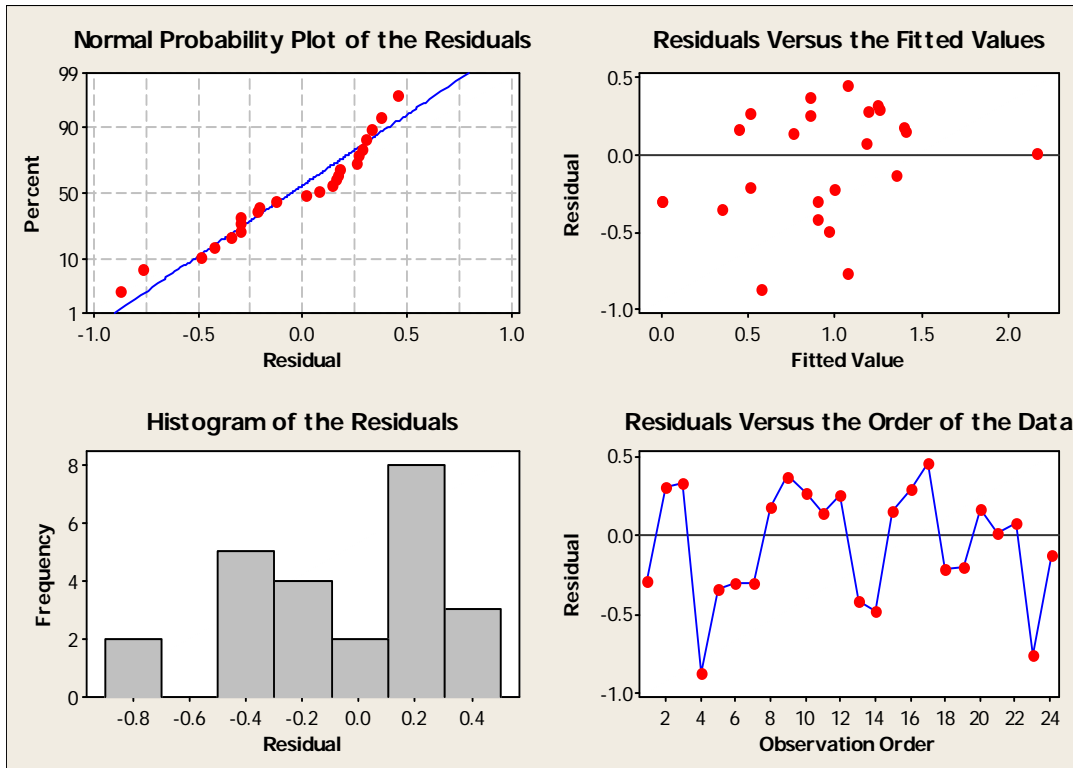 Normal Probability Plot of the Residuals
99
90
50
10
1
Percent
-1.0 -0.5 0.0 0.5 1.0
Residual
Residuals Versus the Fitted Values
0.5
0.0
-0.5
-1.0
Residual
0.0 0.5 1.0 1.5 2.0
Fitted Value
Histogram of the Residuals
8
6
4
2
0
Frequency
-0.8 -0.6 -0.4 -0.2 0.0 0.2 0.4
Residual
Residuals Versus the Order of the Data
0.5
0.0
-0.5
-1.0
Residual
2 4 6 8 10 12 14 16 18 20 22 24
Observation Order